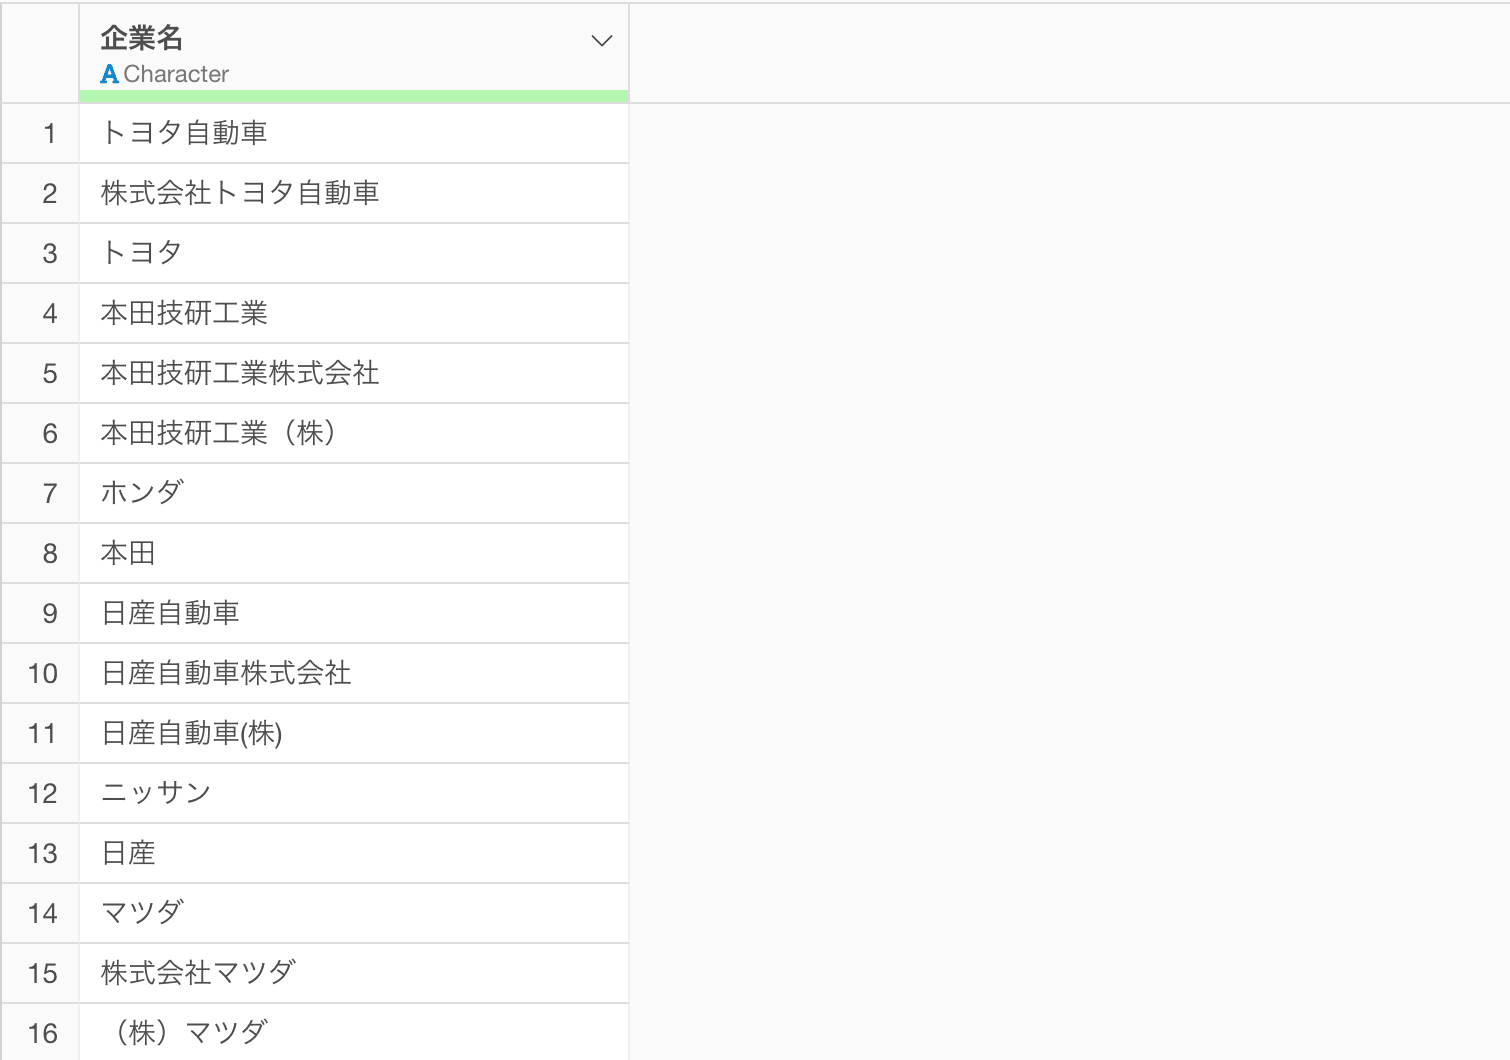 企業名
A Character
1 トヨタ自動車
2 株式会社トヨタ自動車
3 トヨタ
4 本田技研工業
5 本田技研工業株式会社
6 本田技研工業（株）
7 ホンダ
8 本田
9 日産自動車
10 日産自動車株式会社
11 日産自動車(株)
12 ニッサン
13 日産
14 マツダ
15 株式会社マツダ
16 （株）マツダ